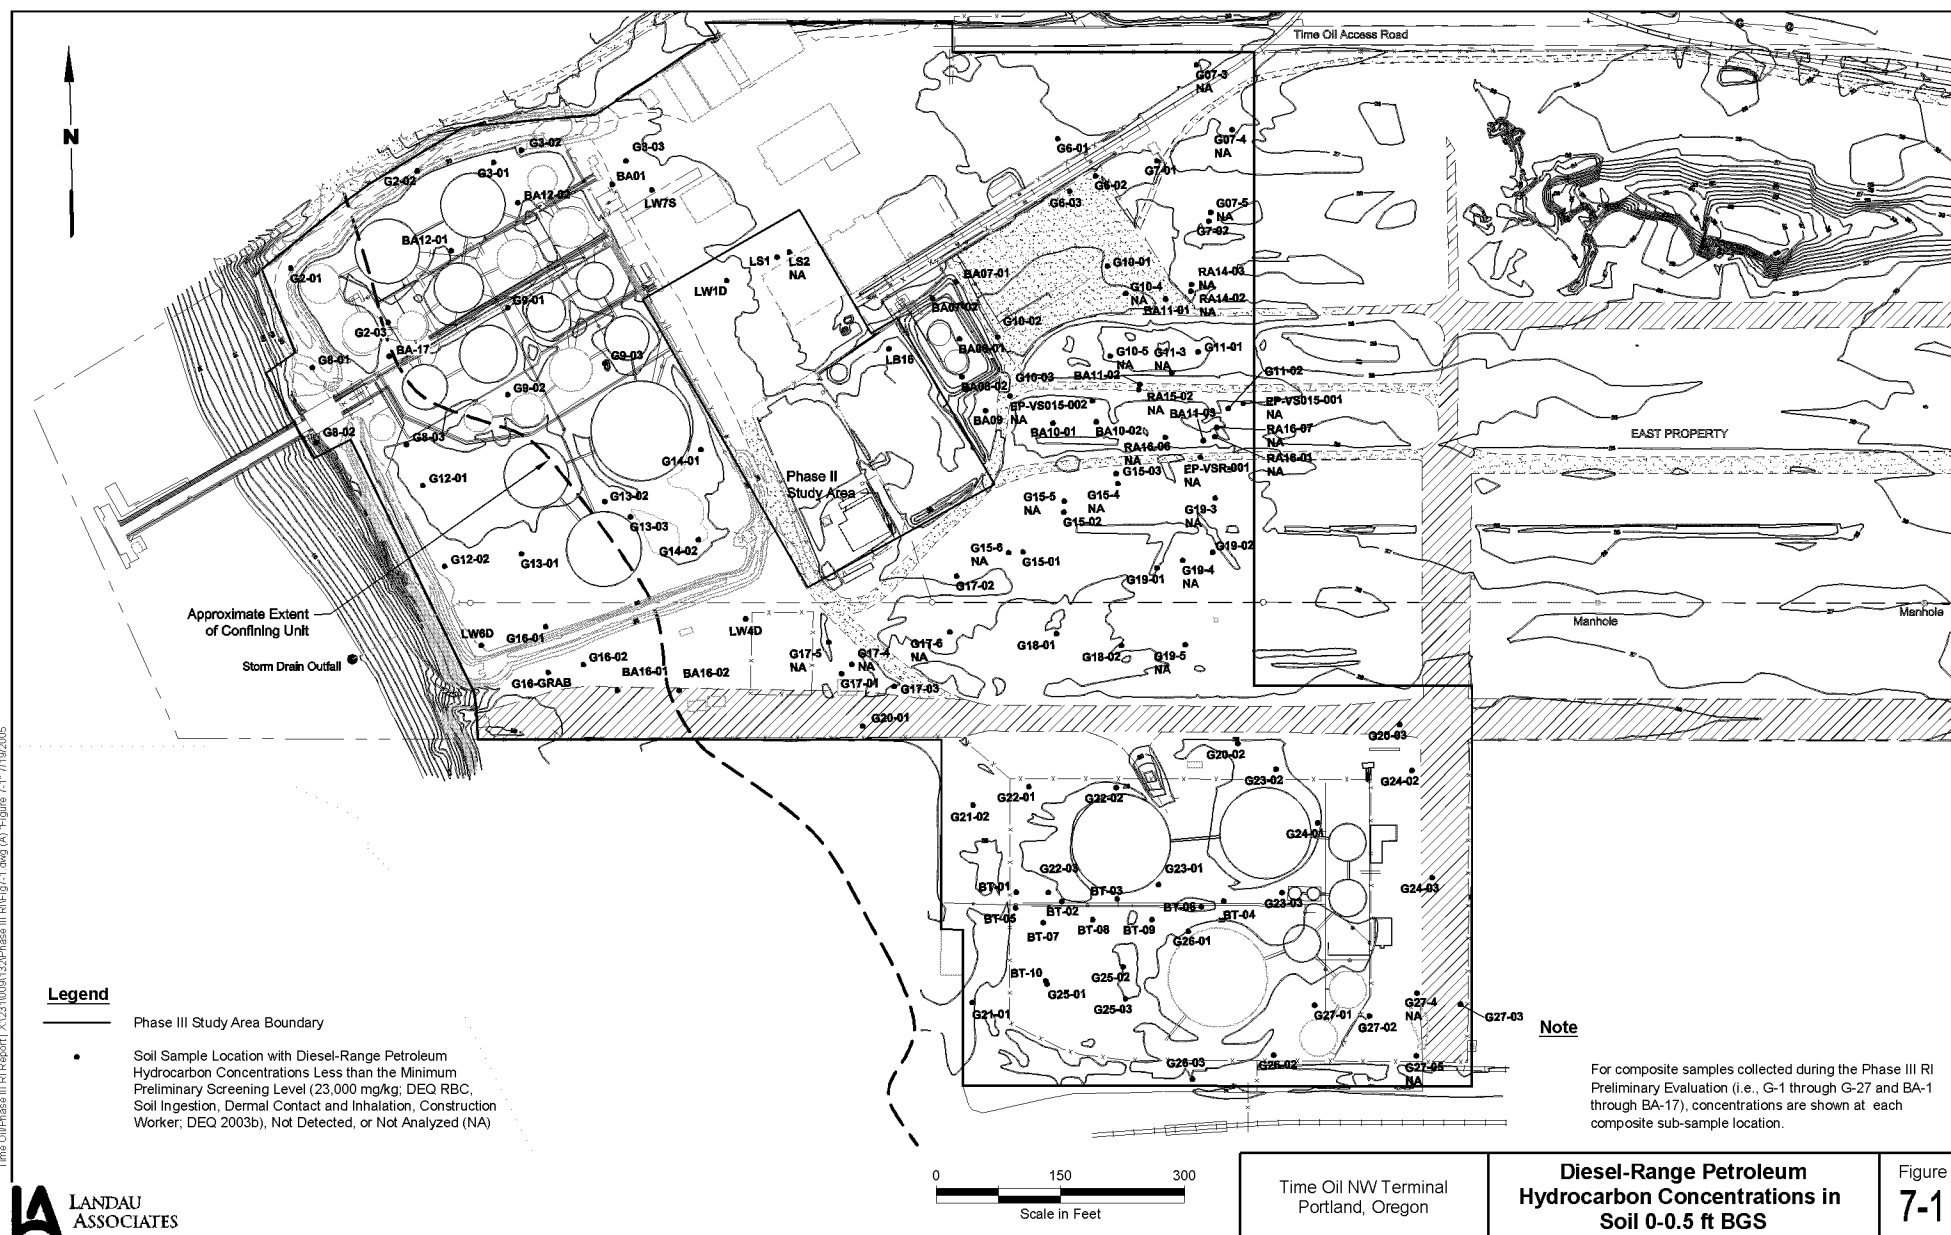 Time Oil Access Road
G07-3
NA
N
G07-4
NA
G3-02
G3-03
G6-01
G2-02
G3-01
BA01
G7-01
G6-02
BA12-02
LW7S
G6-03
G07-5
NA
G7-02
BA12-01
LS1
LS2
NA
G10-01
G2-01
BA07-01
RA14-03
NA
LW1D
G10-4
NA
RA14-02
NA
G9-01
BA07-02
BA11-01
G2-03
G10-02
BA-17
BA08-01
G10-5
NA
G11-3
NA
G11-01
G8-01
G9-03
LB16
G9-02
BA08-02
G10-03
BA11-02
G11-02
EP-VS015-002
NA
RA15-02
NA
EP-VS015-001
NA
BA09
BA11-03
G8-02
G8-03
BA10-01
BA10-02
RA16-07
NA
EAST PROPERTY
RA16-06
NA
G14-01
RA16-01
NA
G12-01
Phase II
Study Area
G15-03
EP-VSR-001
NA
G13-02
G15-5
NA
G15-4
NA
G13-03
G15-02
G19-3
NA
G14-02
G15-6
NA
G19-02
G12-02
G13-01
G15-01
G17-02
G19-01
G19-4
NA
Approximate Extent
of Confining Unit
Manhole
Manhole
LW6D
G16-01
LW4D
G17-6
NA
G18-01
G18-02
G19-5
NA
Storm Drain Outfall
G16-02
G17-5
NA
G17-4
NA
G16-GRAB
BA16-01
BA16-02
G17-01
G17-03
G20-01
G20-03
G20-02
G23-02
G24-02
G22-01
G22-02
G21-02
G24-01
G22-03
G23-01
BT-01
BT-03
G24-03
BT-05
BT-02
BT-06
BT-04
G23-03
BT-07
BT-08
BT-09
G26-01
BT-10
G25-02
G25-01
G25-03
G21-01
G27-01
G27-02
G27-4
NA
G27-03
G26-03
G26-02
G27-05
NA
Legend
Phase III Study Area Boundary
Soil Sample Location with Diesel-Range Petroleum
Hydrocarbon Concentrations Less than the Minimum
Preliminary Screening Level (23,000 mg/kg; DEQ RBC,
Soil Ingestion, Dermal Contact and Inhalation, Construction
Worker; DEQ 2003b), Not Detected, or Not Analyzed (NA)
Note
For composite samples collected during the Phase III RI
Preliminary Evaluation (i.e., G-1 through G-27 and BA-1
through BA-17), concentrations are shown at each
composite sub-sample location.
0 150 300
Scale in Feet
LANDAU
ASSOCIATES
Time Oil NW Terminal
Portland, Oregon
Diesel-Range Petroleum
Hydrocarbon Concentrations in
Soil 0-0.5 ft BGS
Figure
7-1